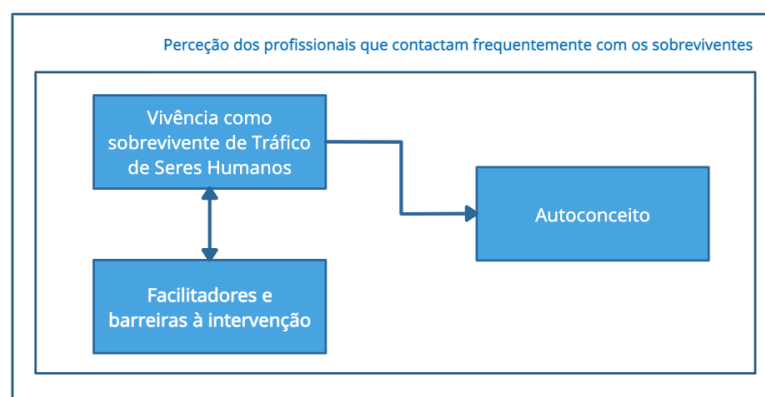 Perceção dos profissionais que contactam frequentemente com os sobreviventes
Vivência como
sobrevivente de Tráfico
de Seres Humanos
Autoconceito
Facilitadores e
barreiras à intervenção